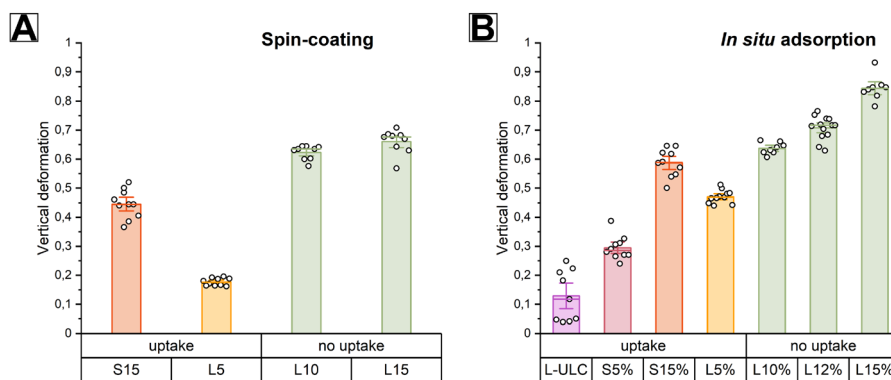 A
Spin-coating
Vertical deformation
1
0,9
0,8
0,7
0,6
0,5
0,4
0,3
0,2
0,1
0
uptake
no uptake
S15
L5
L10
L15
B
In situ adsorption
Vertical deformation
1
0,9
0,8
0,7
0,6
0,5
0,4
0,3
0,2
0,1
0
uptake
no uptake
L-ULC
S5%
S15%
L5%
L10%
L12%
L15%